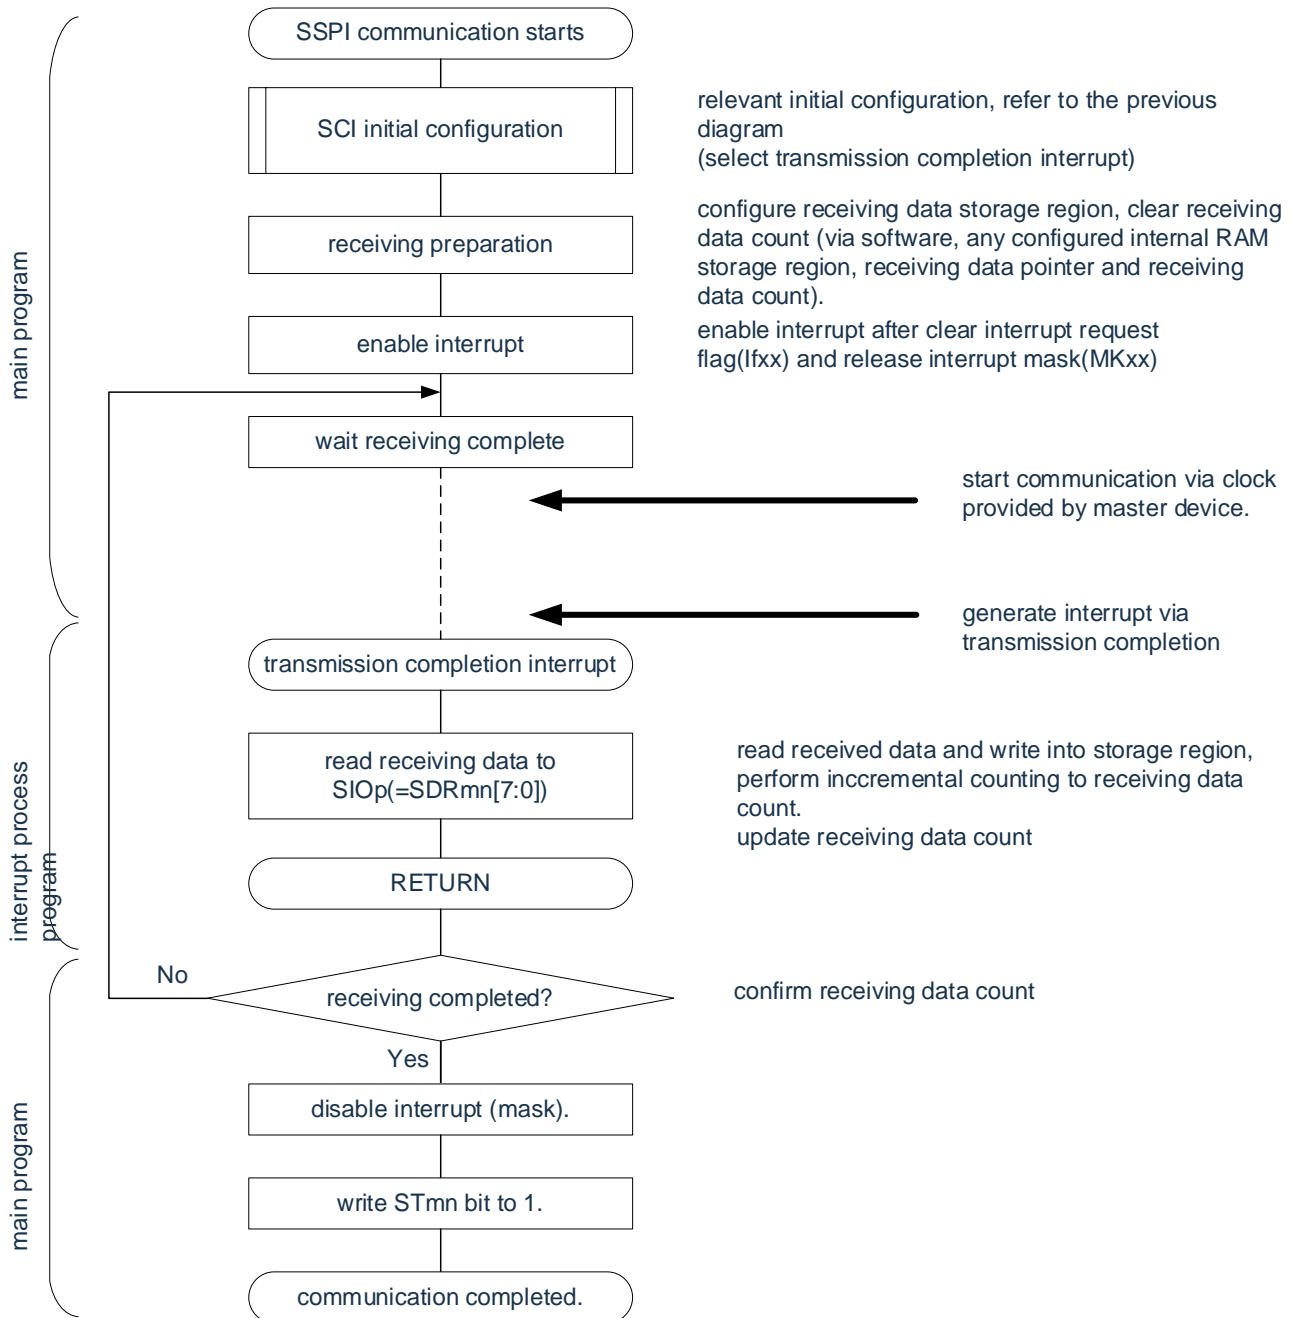 SSPI communication starts
SCI initial configuration
relevant initial configuration, refer to the previous
diagram
(select transmission completion interrupt)
receiving preparation
configure receiving data storage region, clear receiving
data count (via software, any configured internal RAM
storage region, receiving data pointer and receiving
data count).
main program
enable interrupt
enable interrupt after clear interrupt request
flag(Ifxx) and release interrupt mask(MKxx)
wait receiving complete
start communication via clock
provided by master device.
generate interrupt via
transmission completion
transmission completion interrupt
interrupt process
program
read receiving data to
SIOp(=SDRmn[7:0])
read received data and write into storage region,
perform inccremental counting to receiving data
count.
update receiving data count
RETURN
No
receiving completed?
confirm receiving data count
Yes
main program
disable interrupt (mask).
write STmn bit to 1.
communication completed.